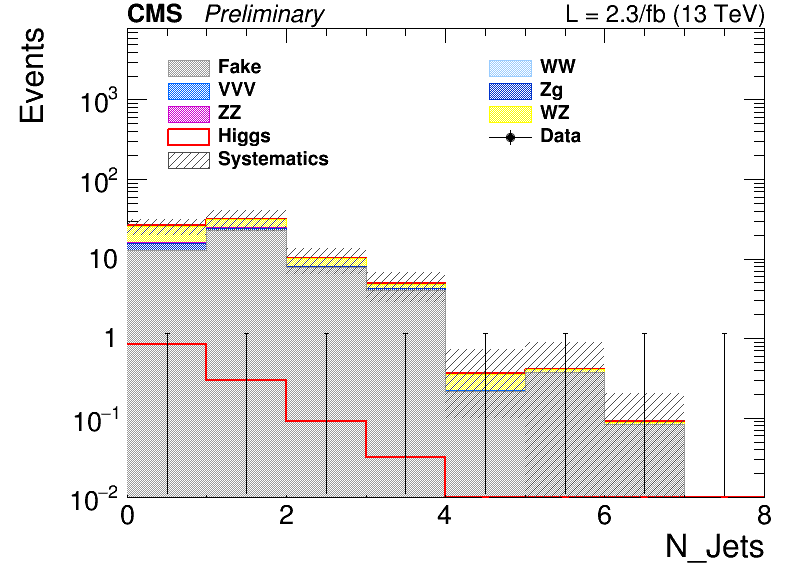 CMS Preliminary L = 2.3/fb (13 TeV)
Events
Fake WW
VVV Zg
ZZ WZ
Higgs Data
Systematics
10³
10²
10
1
10⁻¹
10⁻²
0 2 4 6 8
N_Jets